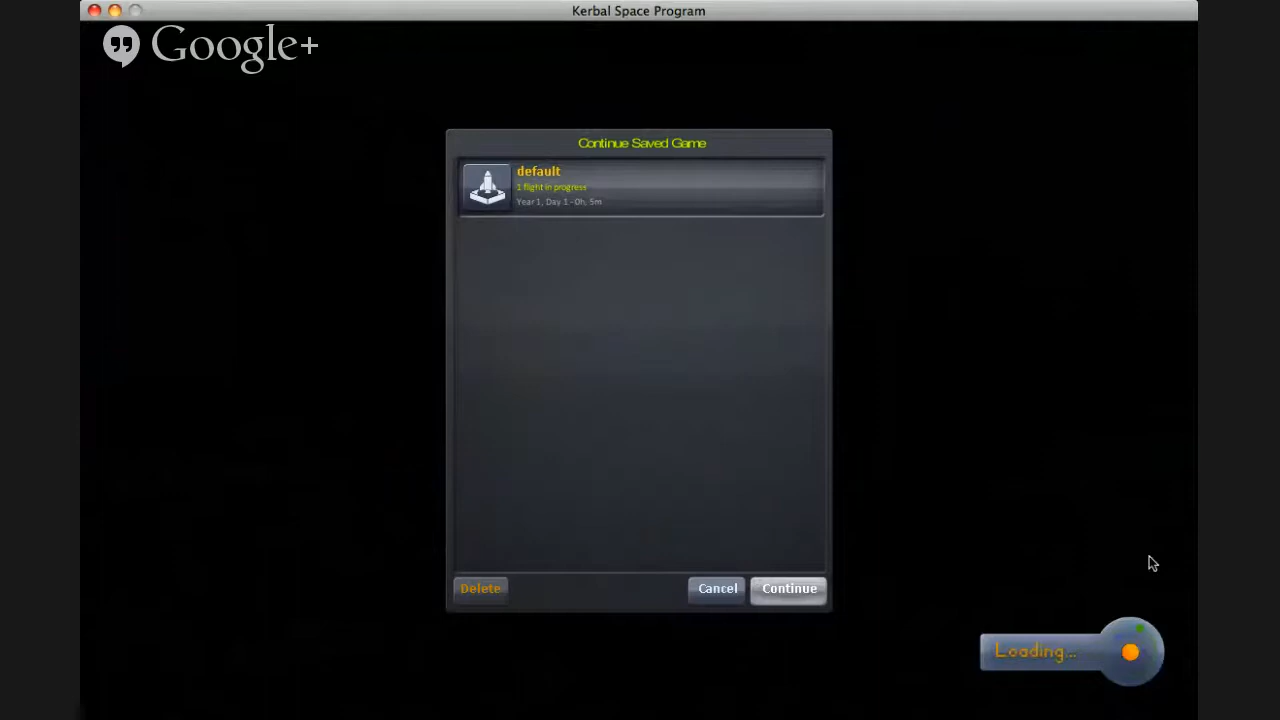 Kerbal Space Program
Google+
Continue Saved Game
default
1 flight in progress
Year 1, Day 1 - 0h, 5m
Delete
Cancel
Continue
Loading...